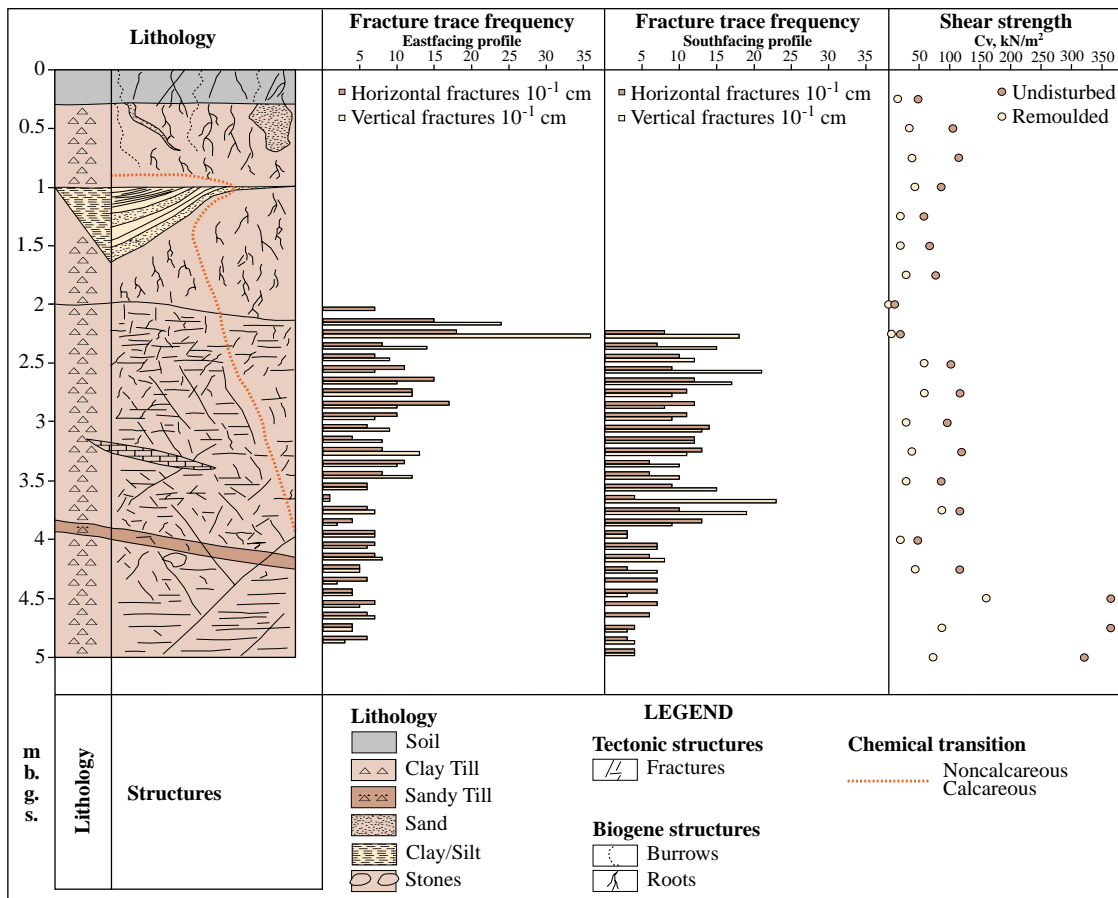 Lithology
Fracture trace frequency
Eastfacing profile
5 10 15 20 25 30 35
Fracture trace frequency
Southfacing profile
5 10 15 20 25 30 35
Shear strength
Cv, kN/m²
50 100 150 200 250 300 350
Horizontal fractures 10⁻¹ cm
Vertical fractures 10⁻¹ cm
Horizontal fractures 10⁻¹ cm
Vertical fractures 10⁻¹ cm
Undisturbed
Remoulded
0
0.5
1
1.5
2
2.5
3
3.5
4
4.5
5
m
b.
g.
s.
Lithology
Structures
LEGEND
Lithology
Soil
Clay Till
Sandy Till
Sand
Clay/Silt
Stones
Tectonic structures
Fractures
Biogene structures
Burrows
Roots
Chemical transition
Noncalcareous
Calcareous